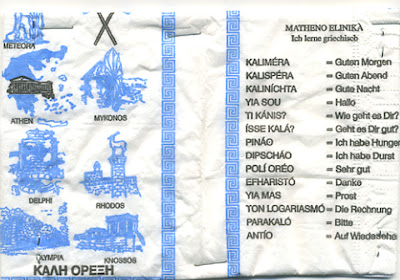 METEORA
ATHEN
MYKONOS
DELPHI
RHODOS
OLYMPIA
KNOSSOS
ΚΑΛΗ ΟΡΕΞΗ
MATHENO ELINIKÀ
Ich lerne griechisch
KALIMÉRA = Guten Morgen
KALISPÉRA = Guten Abend
KALINÍCHTA = Gute Nacht
YIA SOU = Hallo
TI KÁNIS? = Wie geht es Dir?
ÍSSE KALÁ? = Geht es Dir gut?
PINÁO = Ich habe Hunger
DIPSCHÁO = Ich habe Durst
POLÍ ORÉO = Sehr gut
EFHARISTÓ = Danke
YIA MAS = Prost
TON LOGARIASMÓ = Die Rechnung
PARAKALÓ = Bitte
ANTÍO = Auf Wiedersehe